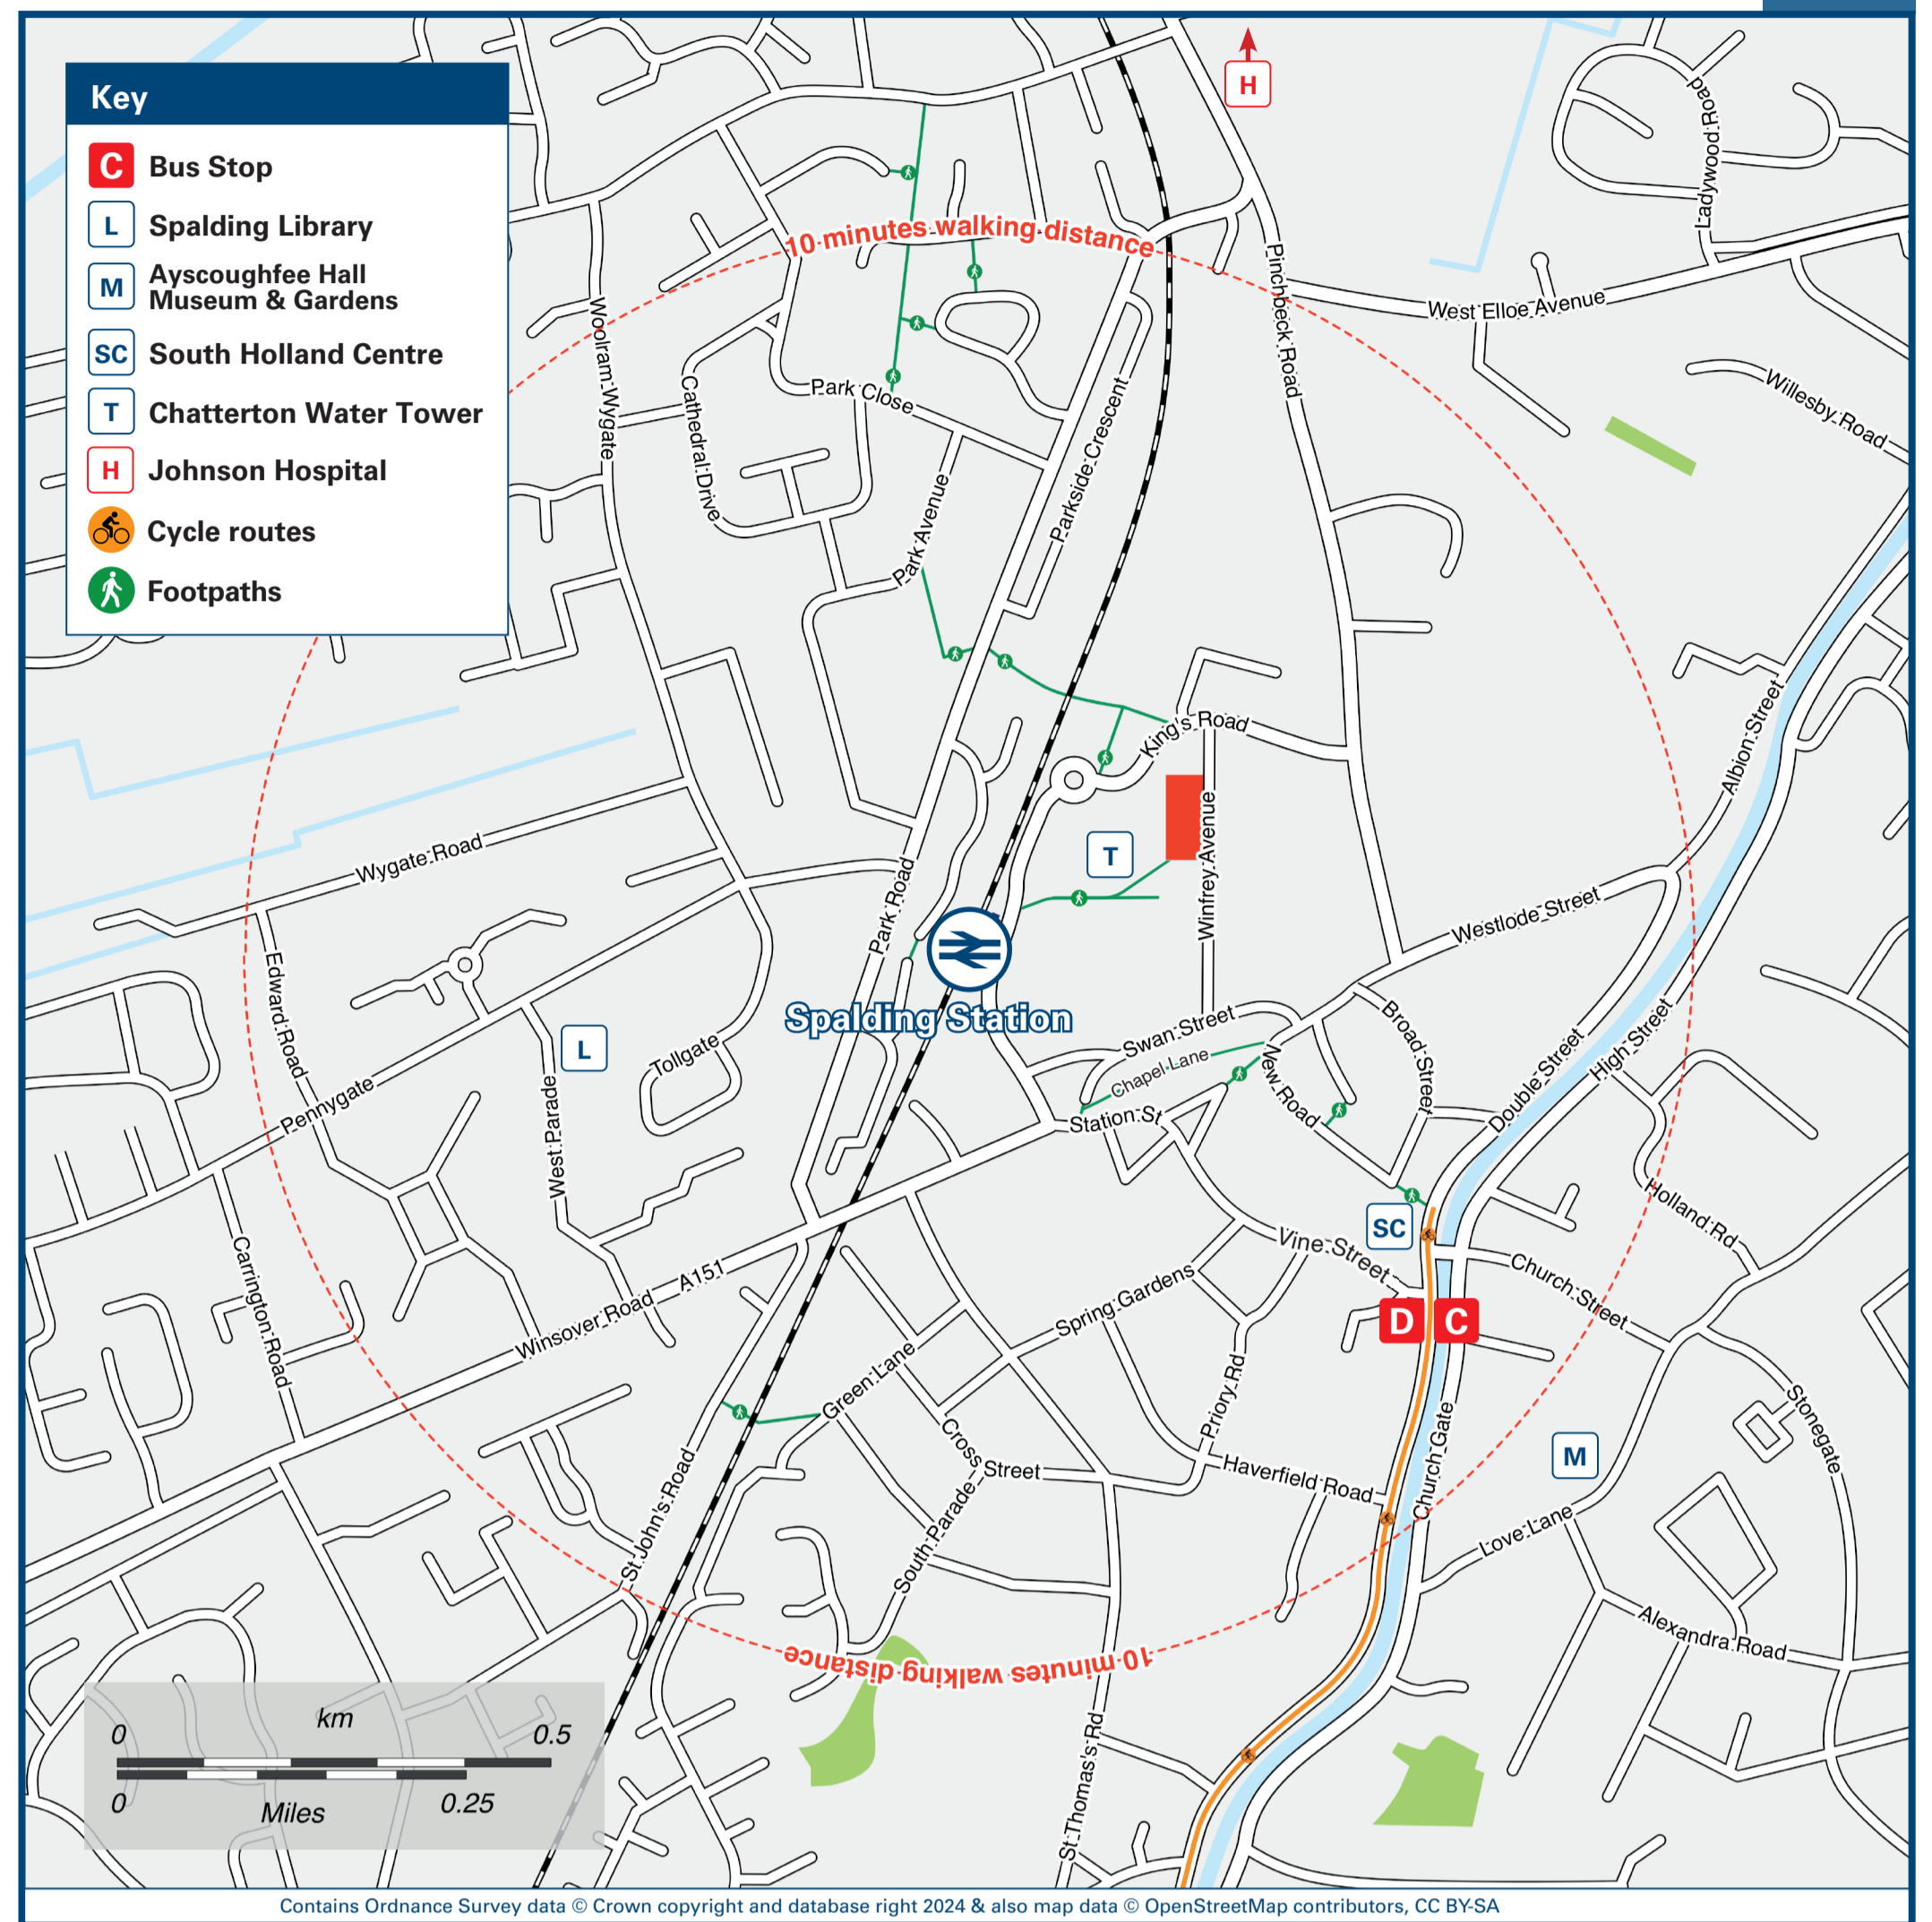 Key
C Bus Stop
L Spalding Library
M Ayscoughfee Hall
Museum & Gardens
SC South Holland Centre
T Chatterton Water Tower
H Johnson Hospital
Cycle routes
Footpaths
H
10 minutes walking distance
Ladywood Road
Pinchbeck Road
West Elloe Avenue
Willesby Road
Woolram Wygate
Cathedral Drive
Park Close
Parkside Crescent
Park Avenue
King's Road
Albion Street
Winfrey Avenue
T
Wygate Road
Park Road
Westlode Street
Edward Road
Spalding Station
L
Tollgate
Swan Street
Chapel Lane
Station St
New Road
Broad Street
Double Street
High Street
Pennygate
West Parade
Holland Rd
SC
Vine Street
Church Street
Carrington Road
Winsover Road
A151
Spring Gardens
D
C
Green Lane
Priory Rd
Cross
Street
Haverfield Road
Church Gate
Stonegate
M
St John's Road
South Parade
Love Lane
Alexandra Road
10 minutes walking distance
St Thomas's Rd
km
0 0.5
0 0.25
Miles
Contains Ordnance Survey data © Crown copyright and database right 2024 & also map data © OpenStreetMap contributors, CC BY-SA